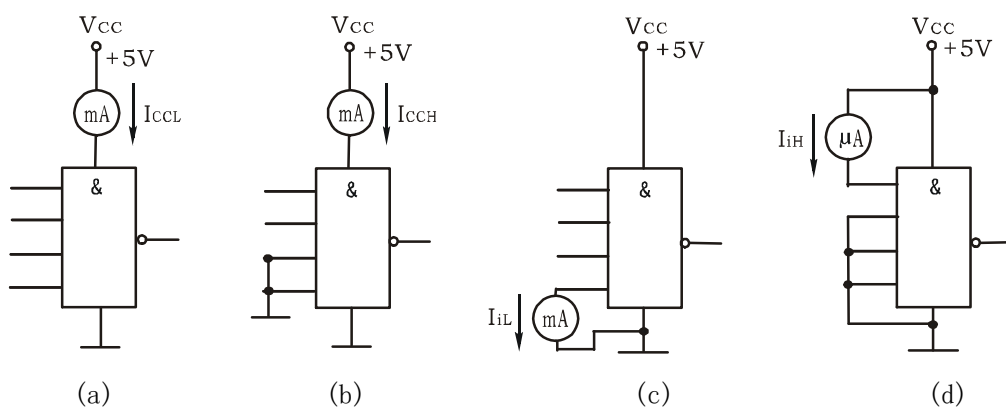 Vcc
+5V
mA
ICCL
&
(a)
Vcc
+5V
mA
ICCH
&
(b)
Vcc
+5V
&
IiL
mA
(c)
Vcc
+5V
IiH
μA
&
(d)